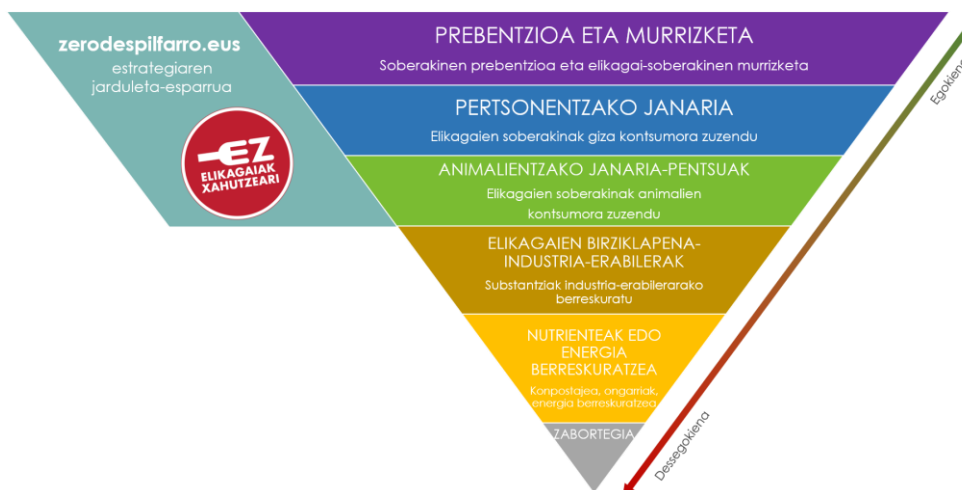 zerodespilfarro.eus
estrategiaren
jarduleta-esparrua
EZ
ELIKAGAIAK
XAHUTZEARI
PREBENTZIOA ETA MURRIZKETA
Soberakinen prebentzioa eta elikagai-soberakinen murrizketa
PERTSONENTZAKO JANARIA
Elikagaien soberakinak giza kontsumora zuzendu
ANIMALIENTZAKO JANARIA-PENTSUAK
Elikagaien soberakinak animalien
kontsumora zuzendu
ELIKAGAIEN BIRZIKLAPENA-
INDUSTRIA-ERABILERAK
Substantziak industria-erabilerarako
berreskuratu
NUTRIENTEAK EDO
ENERGIA
BERRESKURATZEA
Konpostajea, ongarriak,
energia berreskuratzea
ZABORTEGIA
Egokiena
Dessegokiena